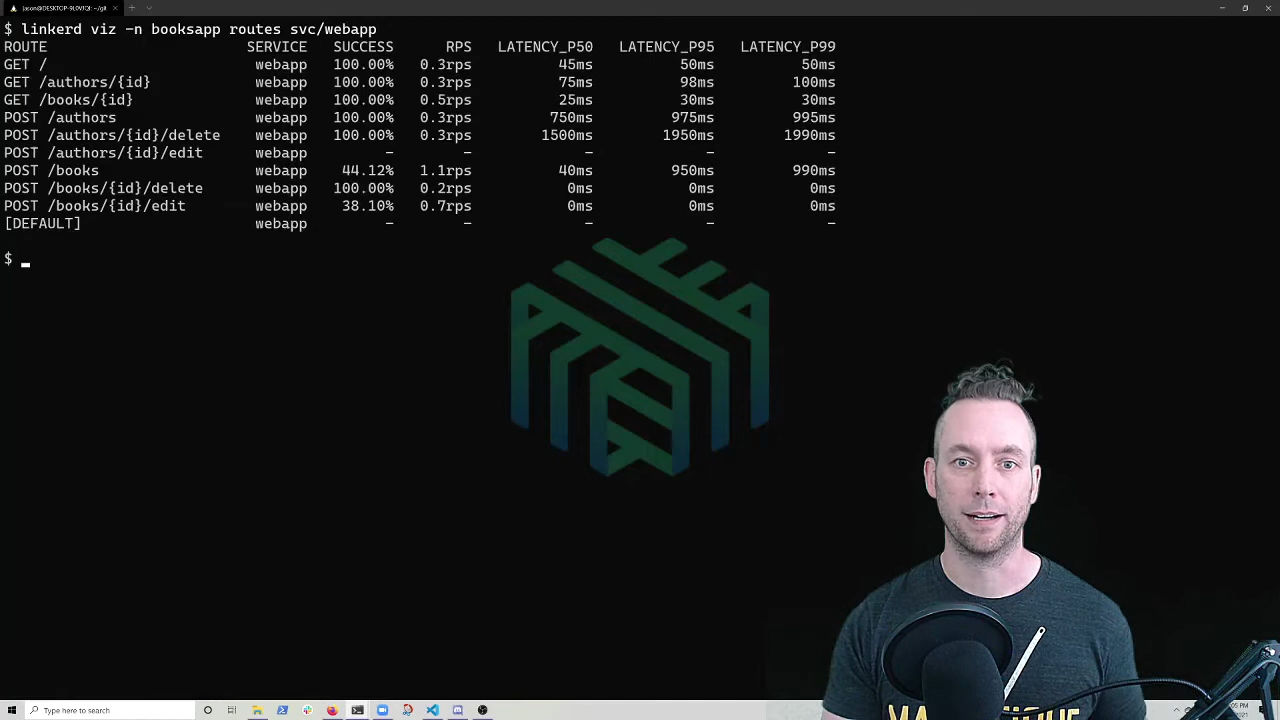 jason@DESKTOP-9L0V!Q!: ~/git
$ linkerd viz -n booksapp routes svc/webapp
ROUTE SERVICE SUCCESS RPS LATENCY_P50 LATENCY_P95 LATENCY_P99
GET / webapp 100.00% 0.3rps 45ms 50ms 50ms
GET /authors/{id} webapp 100.00% 0.3rps 75ms 98ms 100ms
GET /books/{id} webapp 100.00% 0.5rps 25ms 30ms 30ms
POST /authors webapp 100.00% 0.3rps 750ms 975ms 995ms
POST /authors/{id}/delete webapp 100.00% 0.3rps 1500ms 1950ms 1990ms
POST /authors/{id}/edit webapp - - - - -
POST /books webapp 44.12% 1.1rps 40ms 950ms 990ms
POST /books/{id}/delete webapp 100.00% 0.2rps 0ms 0ms 0ms
POST /books/{id}/edit webapp 38.10% 0.7rps 0ms 0ms 0ms
[DEFAULT] webapp - - - - -
$
Type here to search